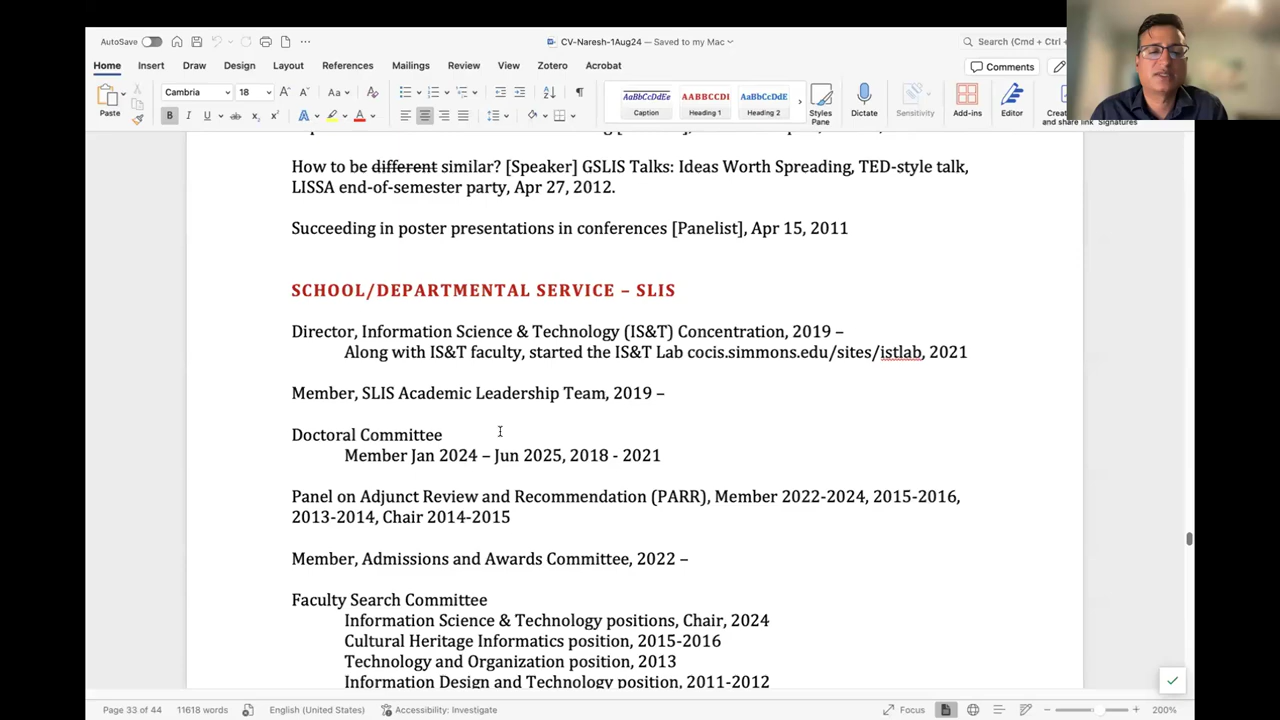 AutoSave
CV-Naresh-1Aug24 — Saved to my Mac
Search (Cmd + Ctrl +
Home Insert Draw Design Layout References Mailings Review View Zotero Acrobat
Comments
Paste
Cambria 18
AaBbCcDdEe AABBCCDI AaBbCcDdE
Caption Heading 1 Heading 2
Styles Pane
Dictate
Sensitivity
Add-ins
Editor
and share link Signatures
How to be different similar? [Speaker] GSLIS Talks: Ideas Worth Spreading, TED-style talk,
LISSA end-of-semester party, Apr 27, 2012.
Succeeding in poster presentations in conferences [Panelist], Apr 15, 2011
SCHOOL/DEPARTMENTAL SERVICE – SLIS
Director, Information Science & Technology (IS&T) Concentration, 2019 –
Along with IS&T faculty, started the IS&T Lab cocis.simmons.edu/sites/istlab, 2021
Member, SLIS Academic Leadership Team, 2019 –
Doctoral Committee
Member Jan 2024 – Jun 2025, 2018 - 2021
Panel on Adjunct Review and Recommendation (PARR), Member 2022-2024, 2015-2016,
2013-2014, Chair 2014-2015
Member, Admissions and Awards Committee, 2022 –
Faculty Search Committee
Information Science & Technology positions, Chair, 2024
Cultural Heritage Informatics position, 2015-2016
Technology and Organization position, 2013
Information Design and Technology position, 2011-2012
Page 33 of 44 11618 words English (United States) Accessibility: Investigate Focus 200%